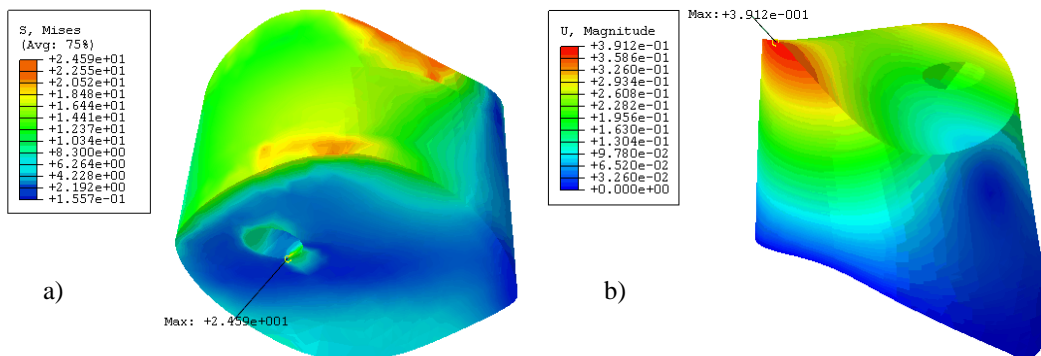 S, Mises
(Avg: 75%)
+2.459e+01
+2.255e+01
+2.052e+01
+1.848e+01
+1.644e+01
+1.441e+01
+1.237e+01
+1.034e+01
+8.300e+00
+6.264e+00
+4.228e+00
+2.192e+00
+1.557e-01
Max: +2.459e+001
a)
Max: +3.912e-001
U, Magnitude
+3.912e-01
+3.586e-01
+3.260e-01
+2.934e-01
+2.608e-01
+2.282e-01
+1.956e-01
+1.630e-01
+1.304e-01
+9.780e-02
+6.520e-02
+3.260e-02
+0.000e+00
b)